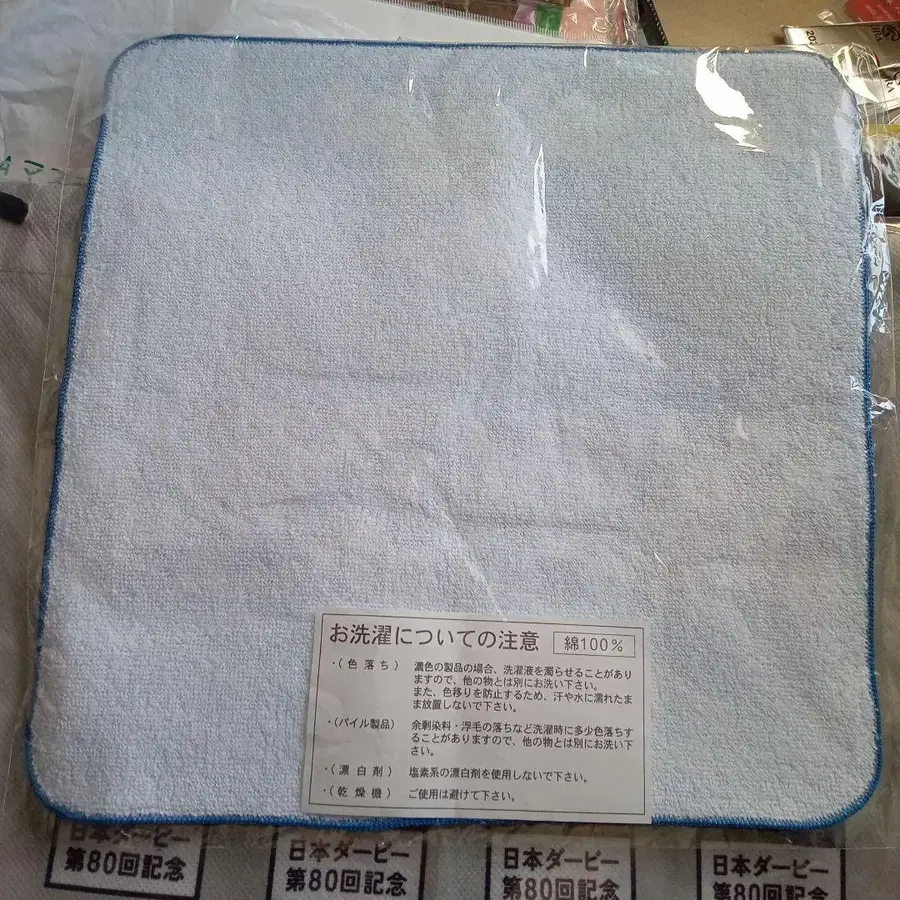 お洗濯についての注意 綿100%
・(色落ち) 濃色の製品の場合、洗濯液を濁らせることがあり
ますので、他の物とは別にお洗い下さい。
また、色移りを防止するため、汗や水に濡れたま
ま放置しないで下さい。
・(パイル製品) 余剰染料・浮毛の落ちなど洗濯時に多少色落ちす
ることがありますので、他の物とは別にお洗い下
さい。
・(漂白剤) 塩素系の漂白剤を使用しないで下さい。
・(乾燥機) ご使用は避けて下さい。
日本ダービー
第80回記念
日本ダービー
第80回記念
日本ダービー
第80回記念
日本ダービー
第80回記念